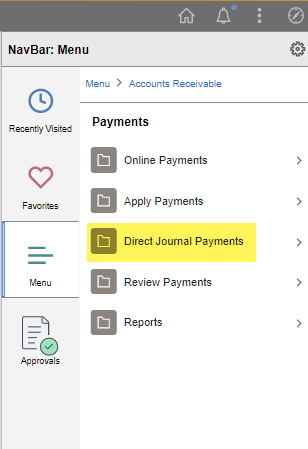 NavBar: Menu
Recently Visited
Favorites
Menu
Approvals
Menu > Accounts Receivable
Payments
Online Payments
Apply Payments
Direct Journal Payments
Review Payments
Reports